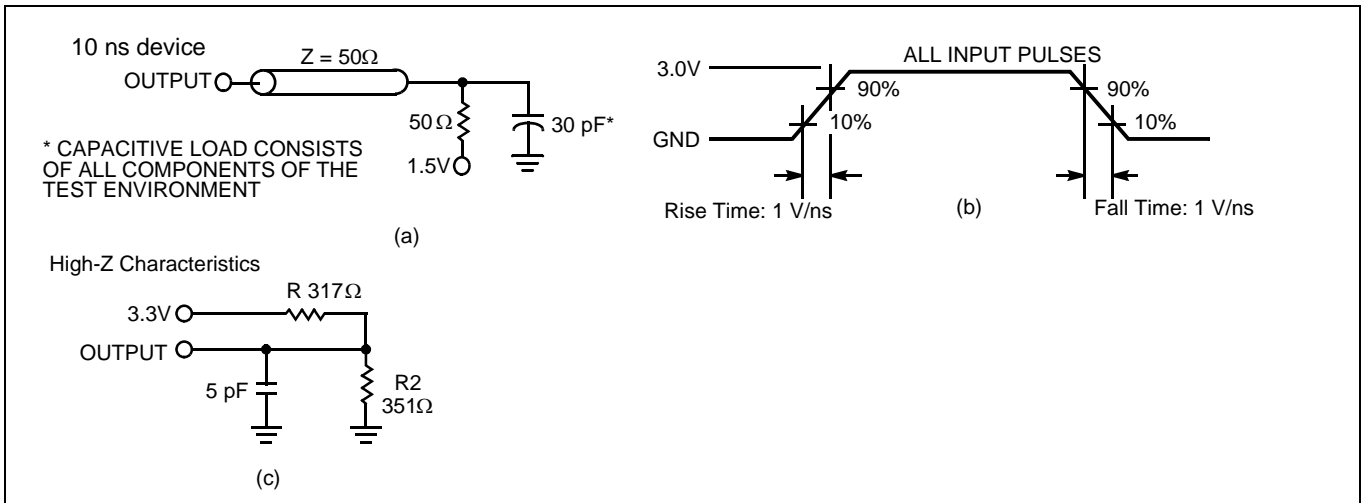 10 ns device
OUTPUT
Z = 50Ω
50Ω
1.5V
30 pF*
* CAPACITIVE LOAD CONSISTS
OF ALL COMPONENTS OF THE
TEST ENVIRONMENT
(a)
ALL INPUT PULSES
3.0V
GND
90%
10%
90%
10%
Rise Time: 1 V/ns
(b)
Fall Time: 1 V/ns
High-Z Characteristics
R 317Ω
3.3V
OUTPUT
5 pF
R2
351Ω
(c)